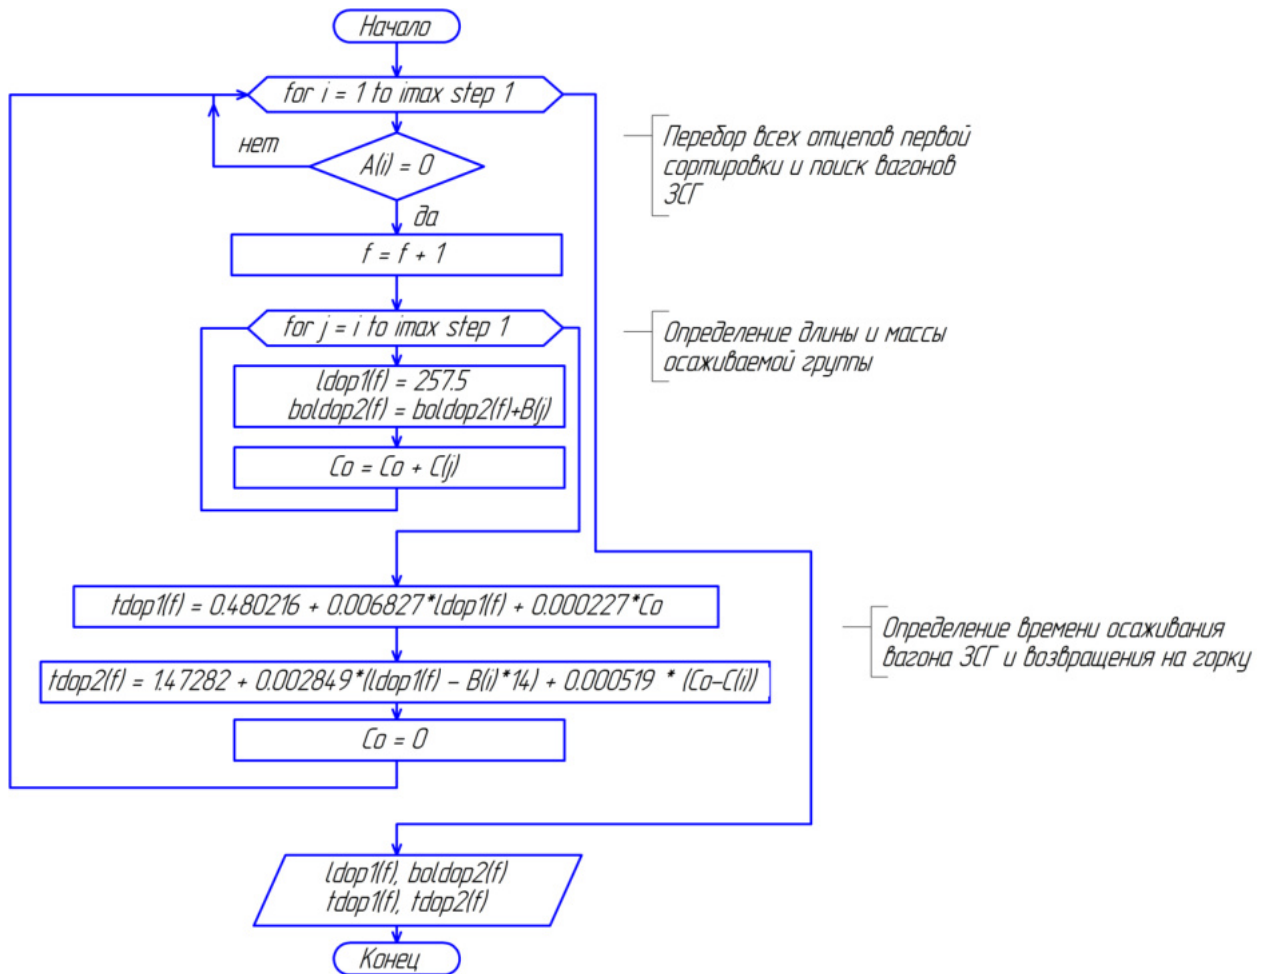 Начало
for i = 1 to imax step 1
нет
A(i) = 0
да
f = f + 1
for j = i to imax step 1
ldop1(f) = 257.5
boldop2(f) = boldop2(f)+B(j)
Co = Co + C(j)
tdop1(f) = 0.480216 + 0.006827*ldop1(f) + 0.000227*Co
tdop2(f) = 1.47282 + 0.002849*(ldop1(f) – B(i)*14) + 0.000519 * (Co–C(i))
Co = 0
ldop1(f), boldop2(f)
tdop1(f), tdop2(f)
Конец
Перебор всех отцепов первой
сортировки и поиск вагонов
ЗСГ
Определение длины и массы
осаживаемой группы
Определение времени осаживания
вагона ЗСГ и возвращения на горку